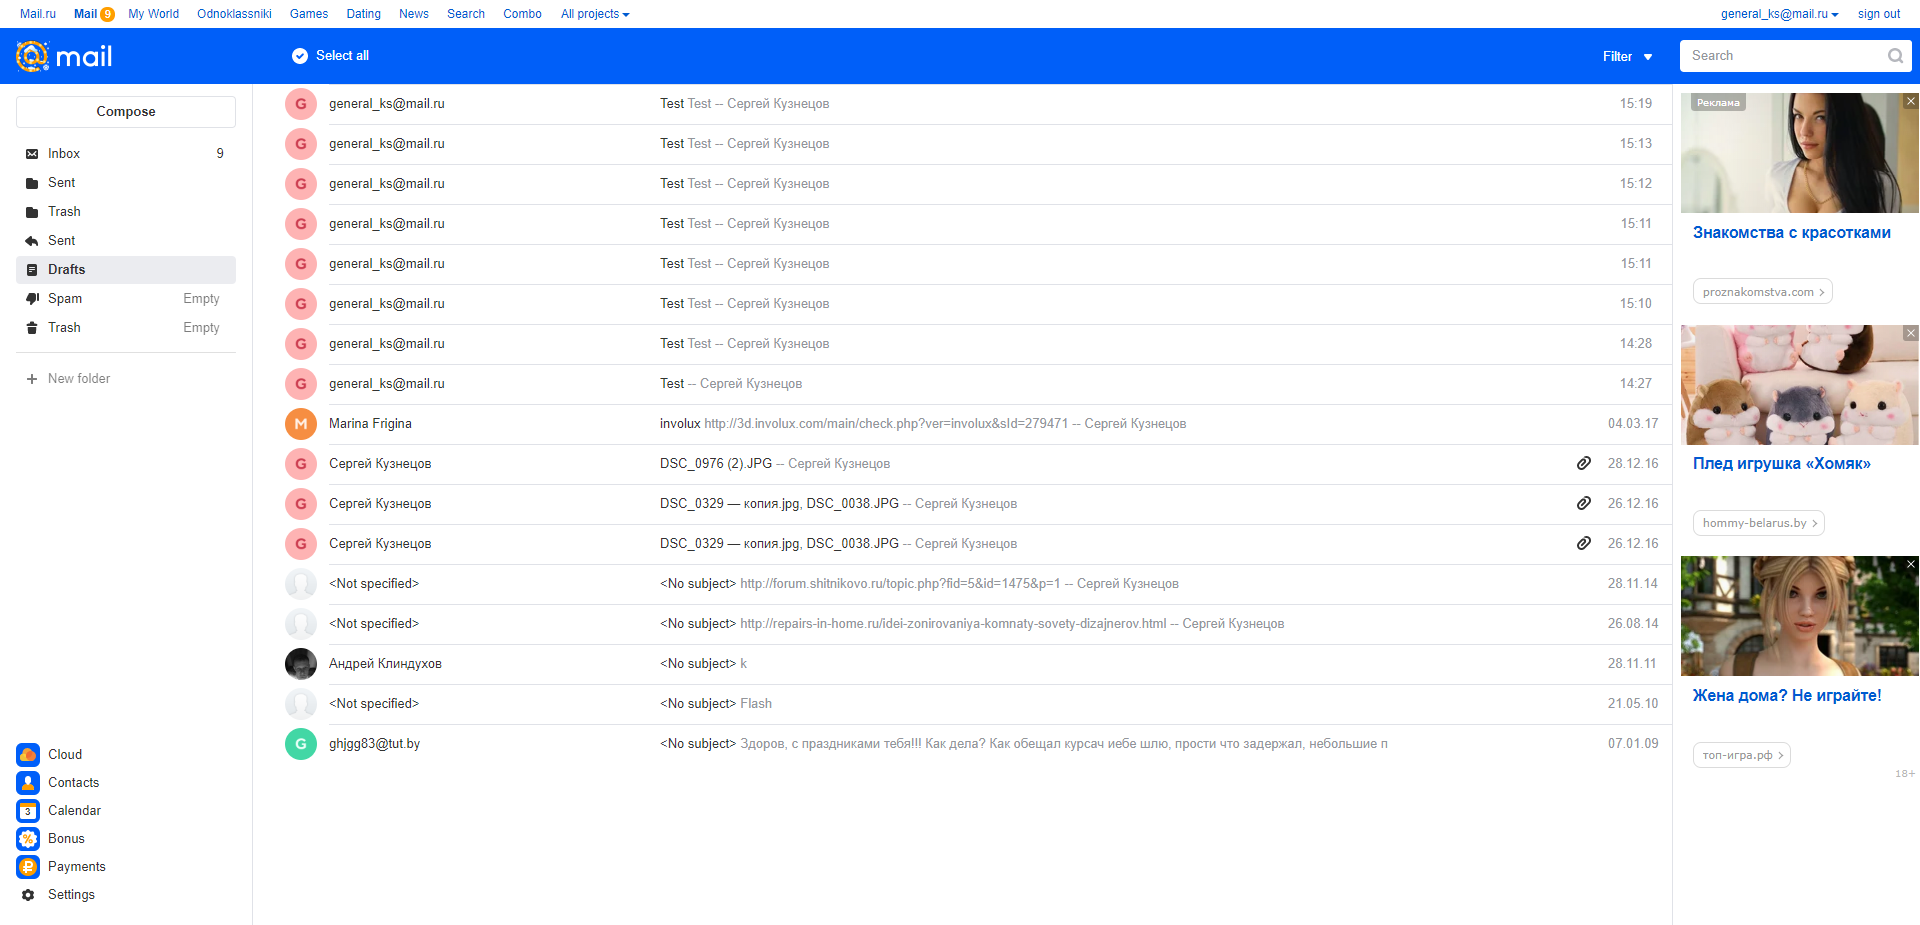 Mail.ru Mail 9 My World Odnoklassniki Games Dating News Search Combo All projects general_ks@mail.ru sign out
mail Select all Filter Search
Compose
Inbox 9
Sent
Trash
Sent
Drafts
Spam Empty
Trash Empty
New folder
Cloud
Contacts
3 Calendar
% Bonus
₽ Payments
Settings
G general_ks@mail.ru Test Test -- Сергей Кузнецов 15:19
G general_ks@mail.ru Test Test -- Сергей Кузнецов 15:13
G general_ks@mail.ru Test Test -- Сергей Кузнецов 15:12
G general_ks@mail.ru Test Test -- Сергей Кузнецов 15:11
G general_ks@mail.ru Test Test -- Сергей Кузнецов 15:11
G general_ks@mail.ru Test Test -- Сергей Кузнецов 15:10
G general_ks@mail.ru Test Test -- Сергей Кузнецов 14:28
G general_ks@mail.ru Test -- Сергей Кузнецов 14:27
M Marina Frigina involux http://3d.involux.com/main/check.php?ver=involux&sId=279471 -- Сергей Кузнецов 04.03.17
G Сергей Кузнецов DSC_0976 (2).JPG -- Сергей Кузнецов 28.12.16
G Сергей Кузнецов DSC_0329 — копия.jpg, DSC_0038.JPG -- Сергей Кузнецов 26.12.16
G Сергей Кузнецов DSC_0329 — копия.jpg, DSC_0038.JPG -- Сергей Кузнецов 26.12.16
<Not specified> <No subject> http://forum.shitnikovo.ru/topic.php?fid=5&id=1475&p=1 -- Сергей Кузнецов 28.11.14
<Not specified> <No subject> http://repairs-in-home.ru/idei-zonirovaniya-komnaty-sovety-dizajnerov.html -- Сергей Кузнецов 26.08.14
Андрей Клиндухов <No subject> k 28.11.11
<Not specified> <No subject> Flash 21.05.10
G ghjgg83@tut.by <No subject> Здоров, с праздниками тебя!!! Как дела? Как обещал курсач иебе шлю, прости что задержал, небольшие п 07.01.09
Реклама
Знакомства с красотками
proznakomstva.com
Плед игрушка «Хомяк»
hommy-belarus.by
Жена дома? Не играйте!
топ-игра.рф
18+